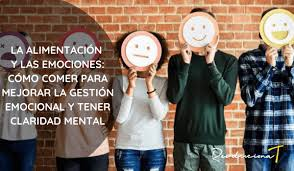 LA ALIMENTACIÓN
Y LAS EMOCIONES:
CÓMO COMER PARA
MEJORAR LA GESTIÓN
EMOCIONAL Y TENER
CLARIDAD MENTAL